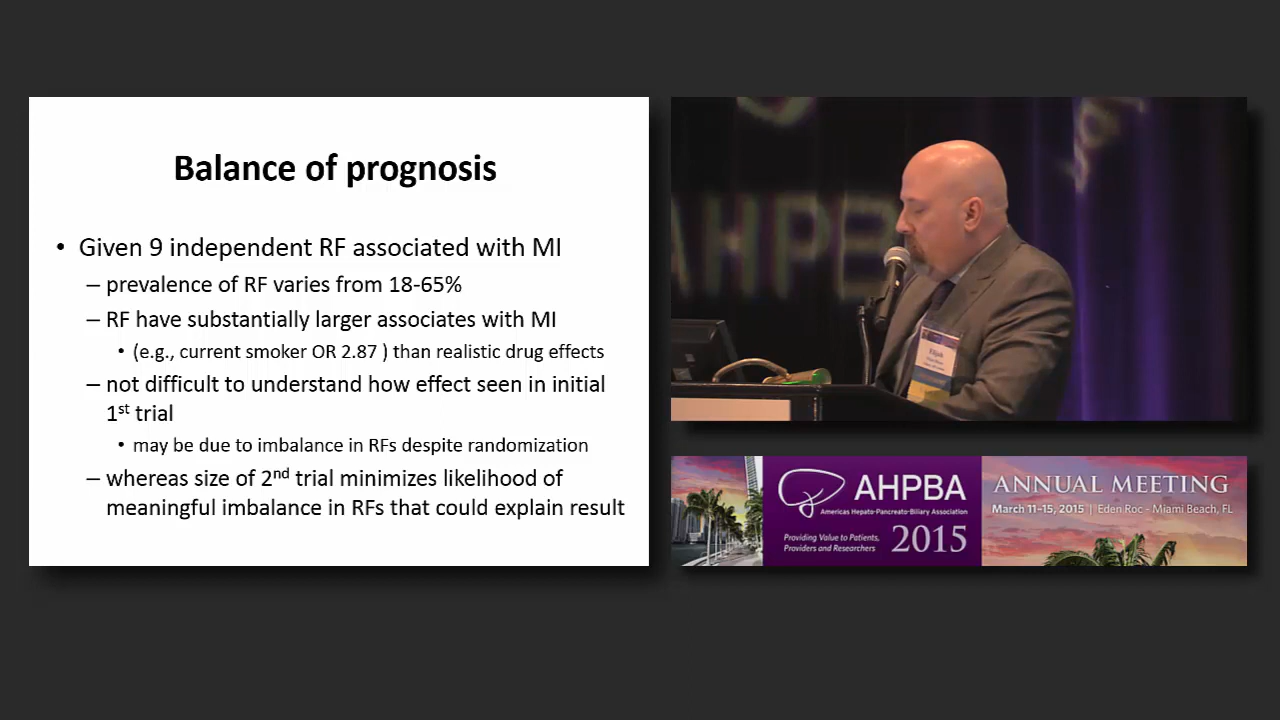 Balance of prognosis
• Given 9 independent RF associated with MI
– prevalence of RF varies from 18-65%
– RF have substantially larger associates with MI
• (e.g., current smoker OR 2.87 ) than realistic drug effects
– not difficult to understand how effect seen in initial
1st trial
• may be due to imbalance in RFs despite randomization
– whereas size of 2nd trial minimizes likelihood of
meaningful imbalance in RFs that could explain result
AHPB
Elijah
AHPBA
Americas Hepato-Pancreato-Biliary Association
Providing Value to Patients,
Providers and Researchers
2015
ANNUAL MEETING
March 11-15, 2015 | Eden Roc - Miami Beach, FL